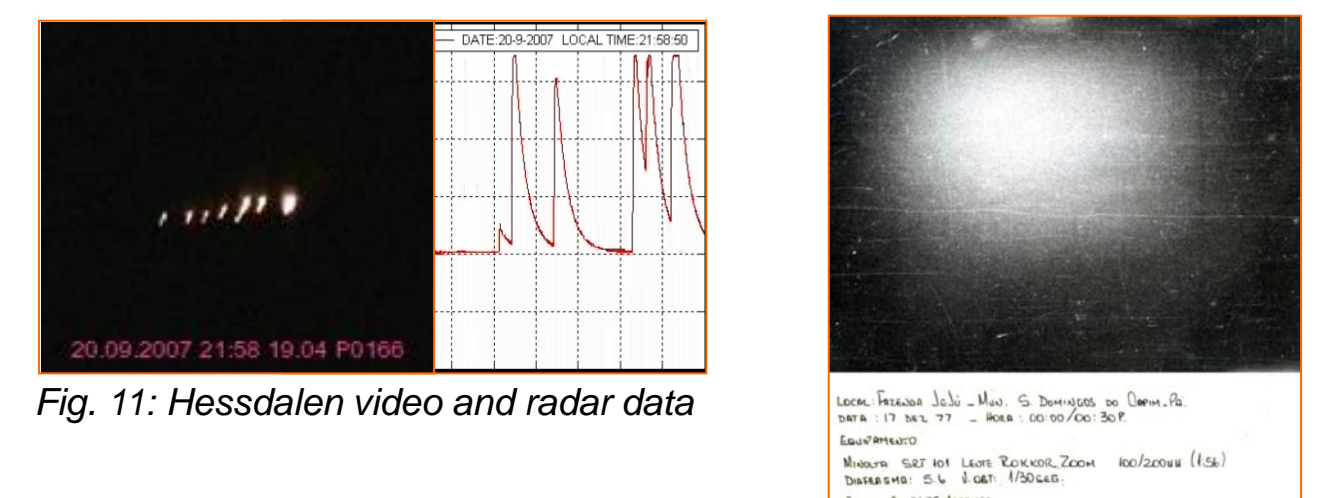 DATE:20-9-2007 LOCAL TIME:21:58:50
20.09.2007 21:58 19.04 P0166
Fig. 11: Hessdalen video and radar data
LOCAL: FAZENDA JEJÚ - MUN. S. DOMINGOS DO CAPIM - PA.
DATA: 17 DEZ 77 - HORA: 00:00/00:30P.
EQUIPAMENTO
MINOLTA SRT 101 LENTE ROKKOR ZOOM 100/200MM (1:56)
DIAFRAGMA: 5.6 V. OBT: 1/30 SEG.